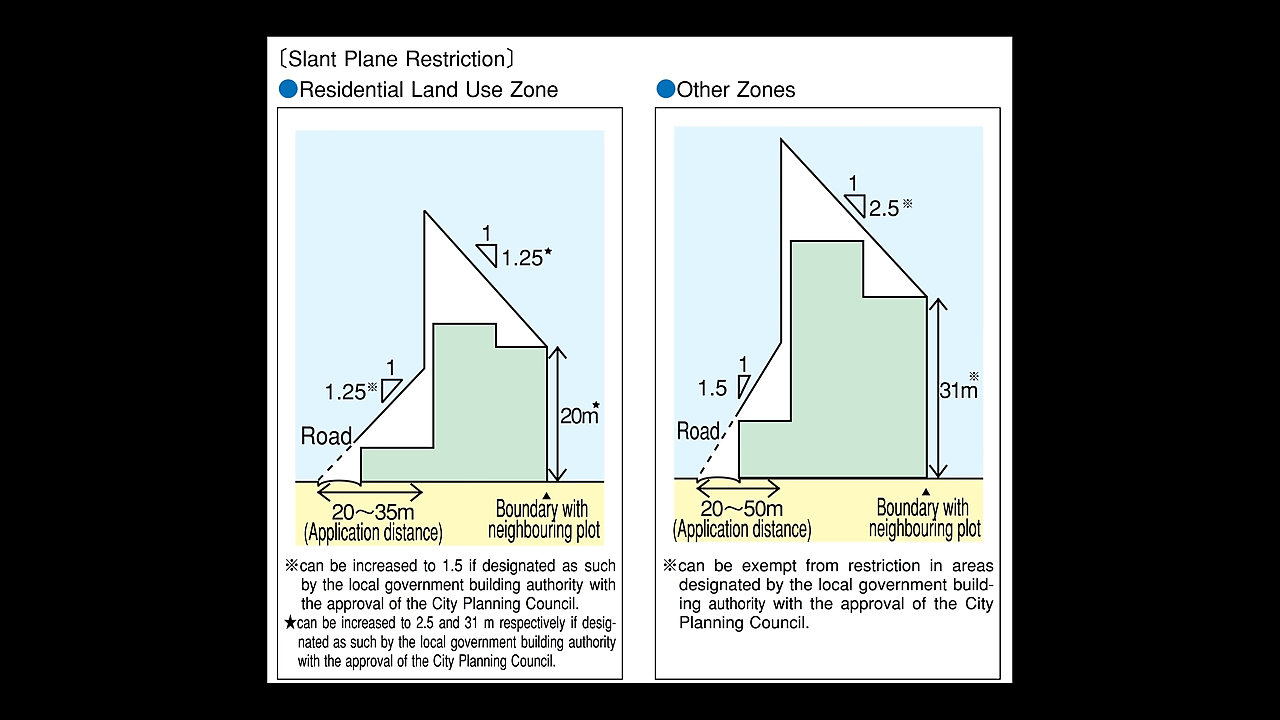 〔Slant Plane Restriction〕
●Residential Land Use Zone
1
1.25★
1
1.25※
20m★
Road
20～35m
(Application distance)
Boundary with
neighbouring plot
※can be increased to 1.5 if designated as such
by the local government building authority with
the approval of the City Planning Council.
★can be increased to 2.5 and 31 m respectively if desig-
nated as such by the local government building authority
with the approval of the City Planning Council.
●Other Zones
1
2.5※
1
1.5
31m※
Road
20～50m
(Application distance)
Boundary with
neighbouring plot
※can be exempt from restriction in areas
designated by the local government build-
ing authority with the approval of the City
Planning Council.